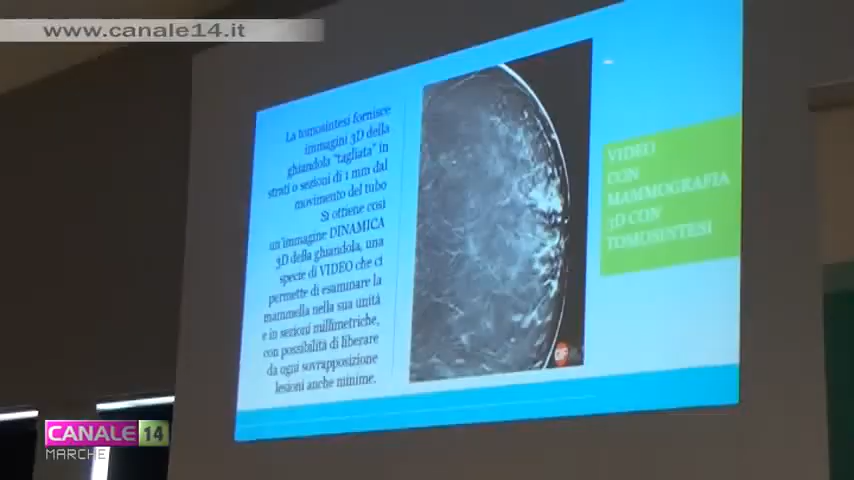 www.canale14.it
La tomosintesi fornisce
immagini 3D della
ghiandola "tagliata" in
strati o sezioni di 1 mm dal
movimento del tubo
Si ottiene così
un'immagine DINAMICA
3D della ghiandola, una
specie di VIDEO che ci
permette di esaminare la
mammella nella sua unità
e in sezioni millimetriche,
con possibilità di liberare
da ogni sovrapposizione
lesioni anche minime.
VIDEO
CON
MAMMOGRAFIA
3D CON
TOMOSINTESI
CANALE 14
MARCHE